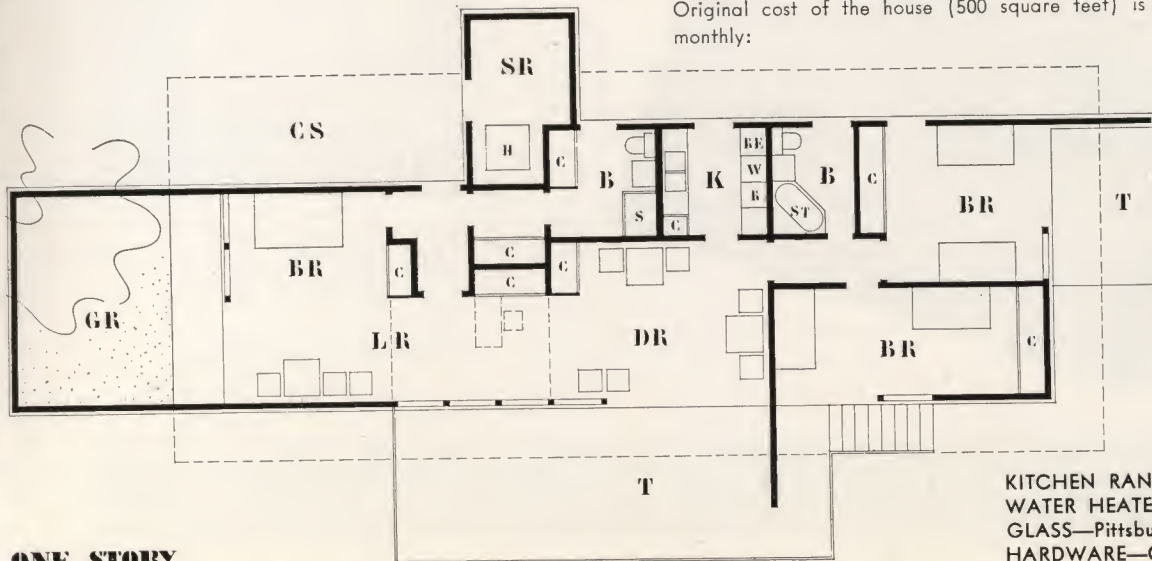 Original cost of the house (500 square feet) is
monthly:
SR
CS
H
C
B
S
K
C
RE
W
R
B
ST
C
BR
T
BR
C
C
C
C
GR
LR
DR
BR
C
T
KITCHEN RAN
WATER HEATE
GLASS—Pittsbu
HARDWARE—
ONE STORY